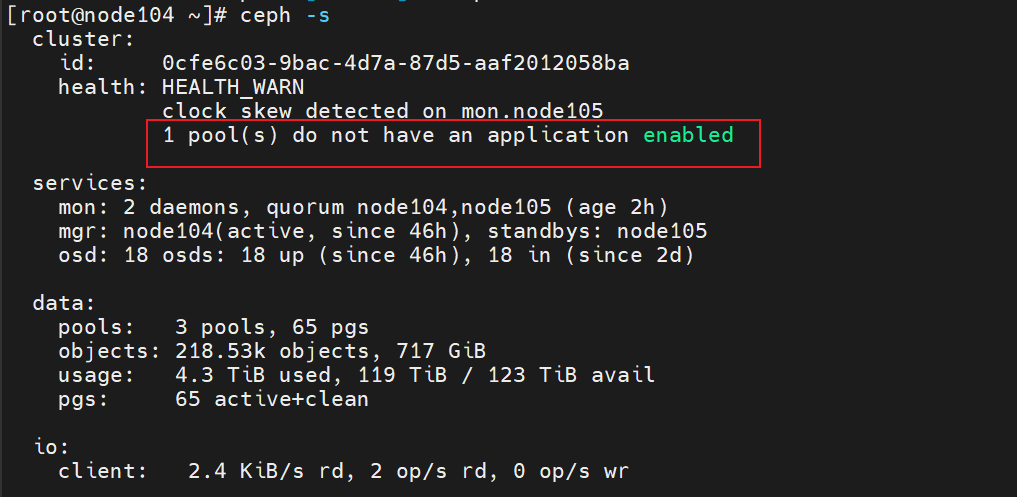 [root@node104 ~]# ceph -s
cluster:
id: 0cfe6c03-9bac-4d7a-87d5-aaf2012058ba
health: HEALTH_WARN
clock skew detected on mon.node105
1 pool(s) do not have an application enabled
services:
mon: 2 daemons, quorum node104,node105 (age 2h)
mgr: node104(active, since 46h), standbys: node105
osd: 18 osds: 18 up (since 46h), 18 in (since 2d)
data:
pools: 3 pools, 65 pgs
objects: 218.53k objects, 717 GiB
usage: 4.3 TiB used, 119 TiB / 123 TiB avail
pgs: 65 active+clean
io:
client: 2.4 KiB/s rd, 2 op/s rd, 0 op/s wr